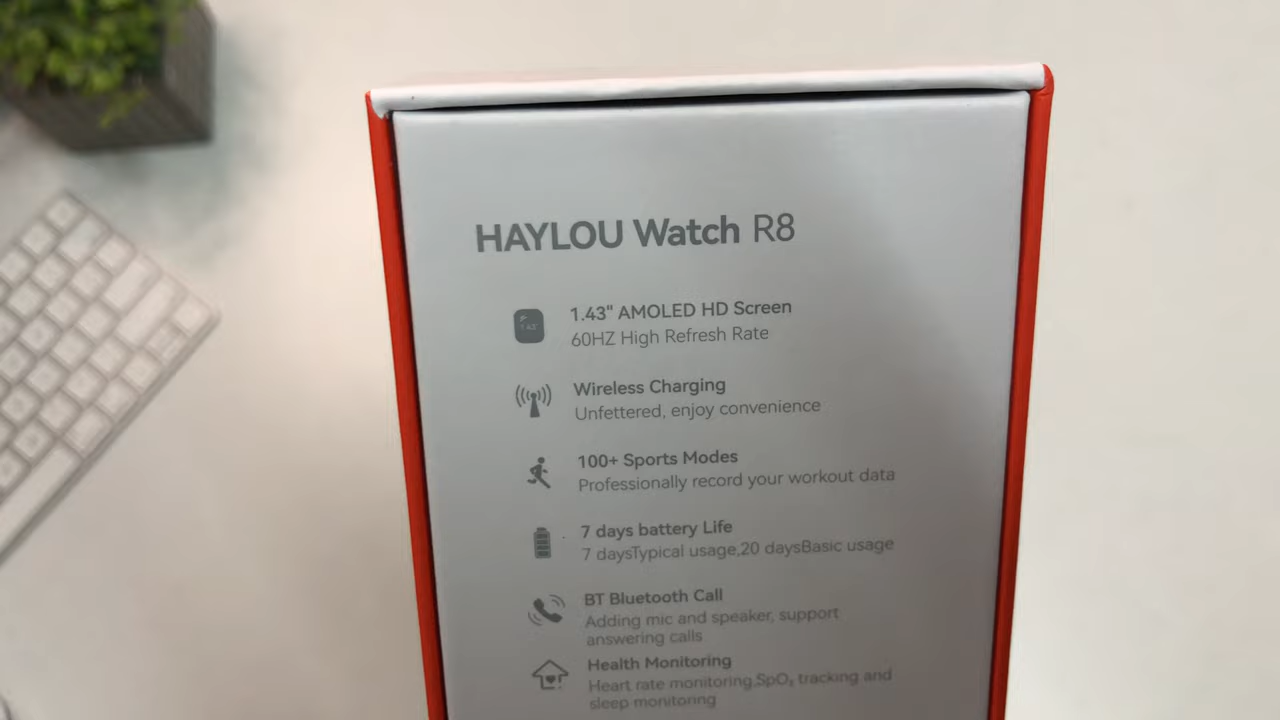 HAYLOU Watch R8
1.43" AMOLED HD Screen
60HZ High Refresh Rate
Wireless Charging
Unfettered, enjoy convenience
100+ Sports Modes
Professionally record your workout data
7 days battery Life
7 daysTypical usage,20 daysBasic usage
BT Bluetooth Call
Adding mic and speaker, support
answering calls
Health Monitoring
Heart rate monitoring,SpO₂ tracking and
sleep monitoring